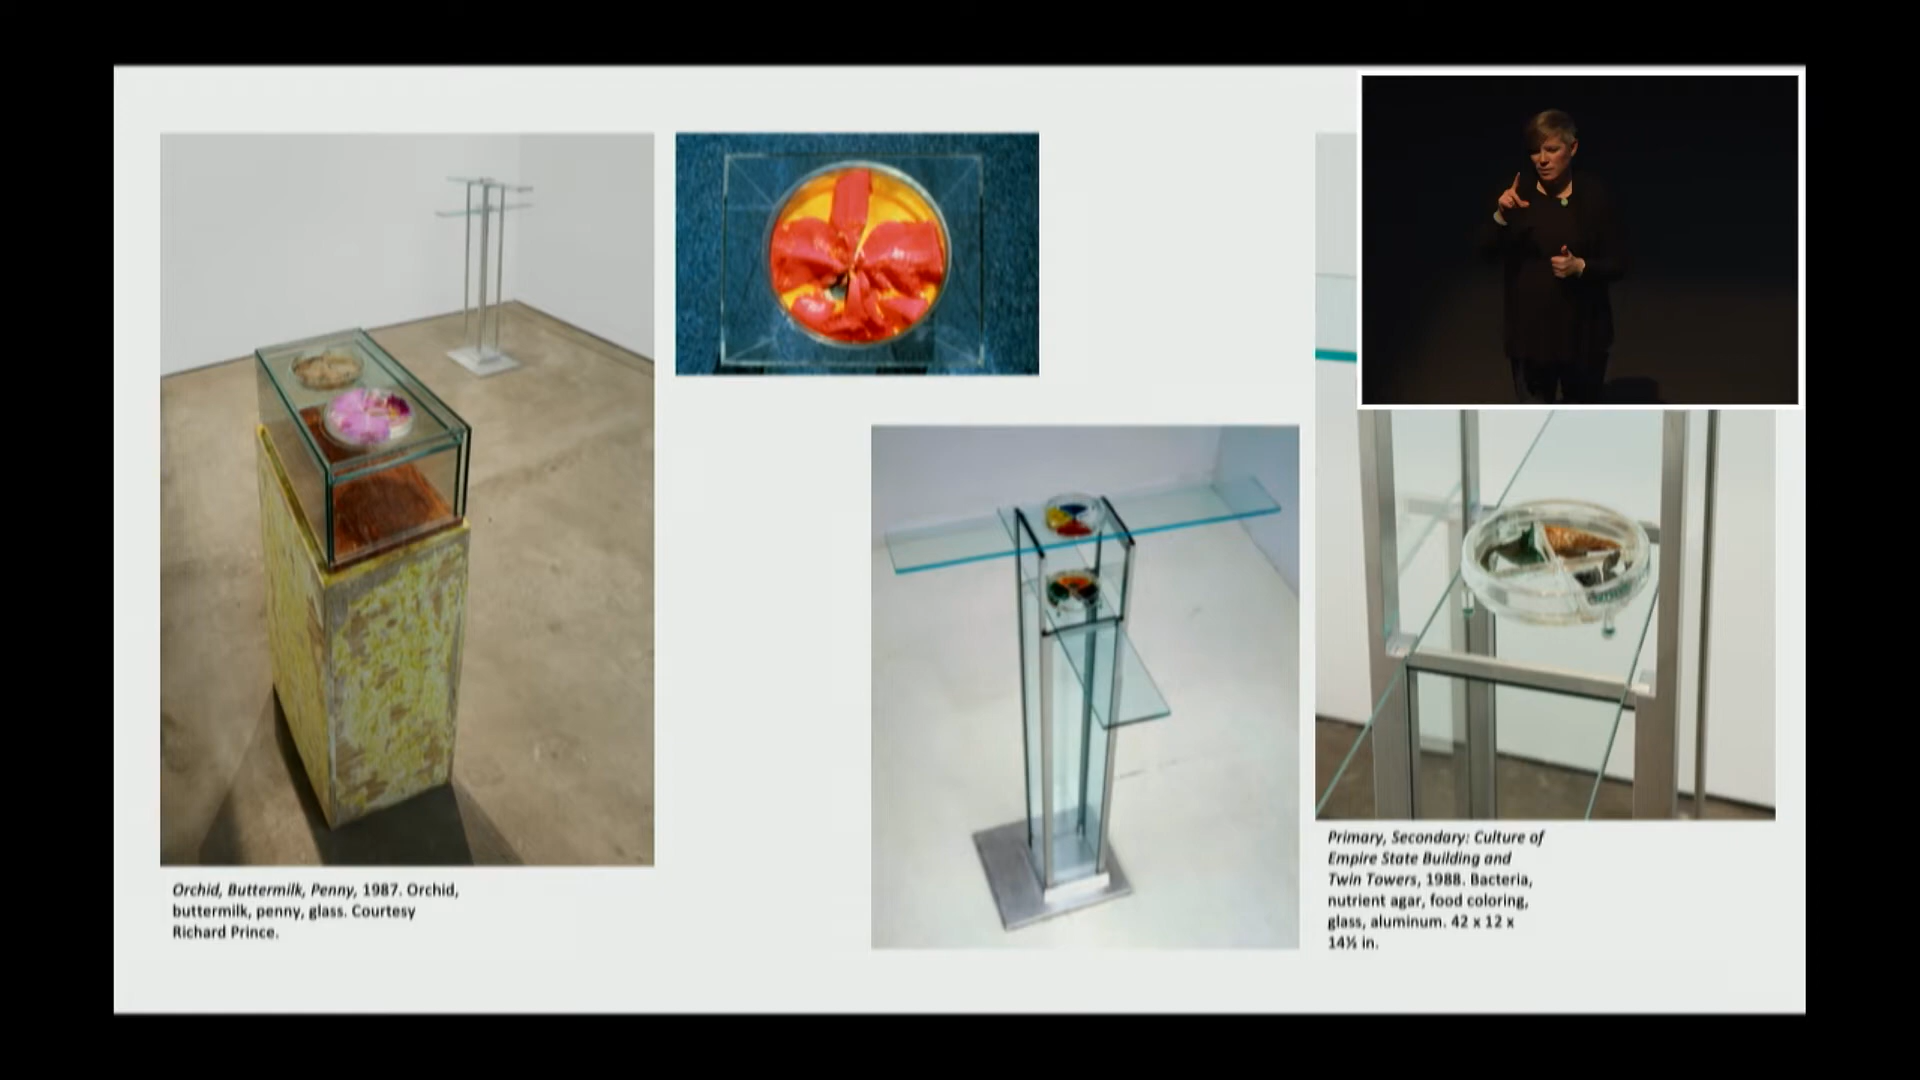 Orchid, Buttermilk, Penny, 1987. Orchid,
buttermilk, penny, glass. Courtesy
Richard Prince.
Primary, Secondary: Culture of
Empire State Building and
Twin Towers, 1988. Bacteria,
nutrient agar, food coloring,
glass, aluminum. 42 x 12 x
14½ in.